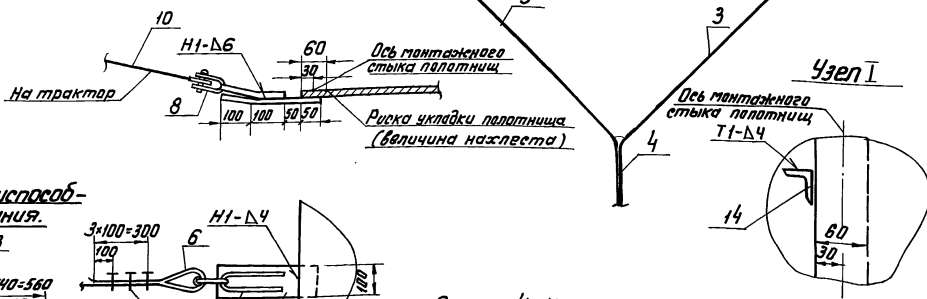 10
Н1-Δ6
60
30
Ось монтажного
стыка полотнищ
На трактор
8
100 100 50 50
Риска укладки полотнища
(величина нахлеста)
3
4
Узел I
Ось монтажного
стыка полотнищ
Т1-Δ4
14
60
30
3×100=300
100
6
Н1-Δ4
100
40=560